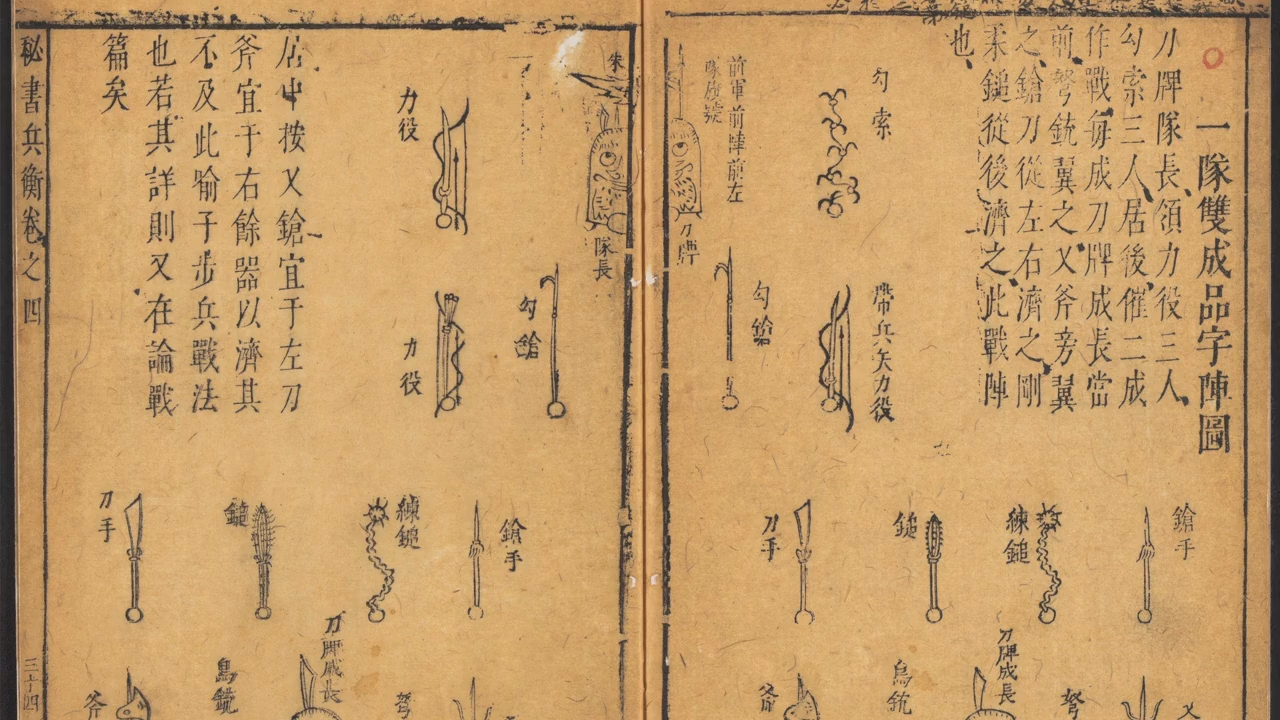 一隊雙成品字陣圖
刀牌隊長領力役三人
勾索三人居後催二成
作戰每成刀牌成長當
前弩銃翼之乂斧旁翼
之鎗刀從左右濟之剛
柔鎚從後濟之此戰陣
也
勾索
帶兵矢力役
前軍前陣前左
隊旗號
刀牌
勾鎗
鎗手
練鎚
鎚
刀手
乂
弩
刀牌成長
鳥銃
斧
朱
隊長
力役
勾鎗
力役
居中按乂鎗宜于左刀
斧宜于右餘器以濟其
不及此喻子步兵戰法
也若其詳則又在論戰
篇矣
鎗手
練鎚
鎚
刀手
弩
刀牌成長
鳥銃
斧
秘書兵衡卷之四
三十四